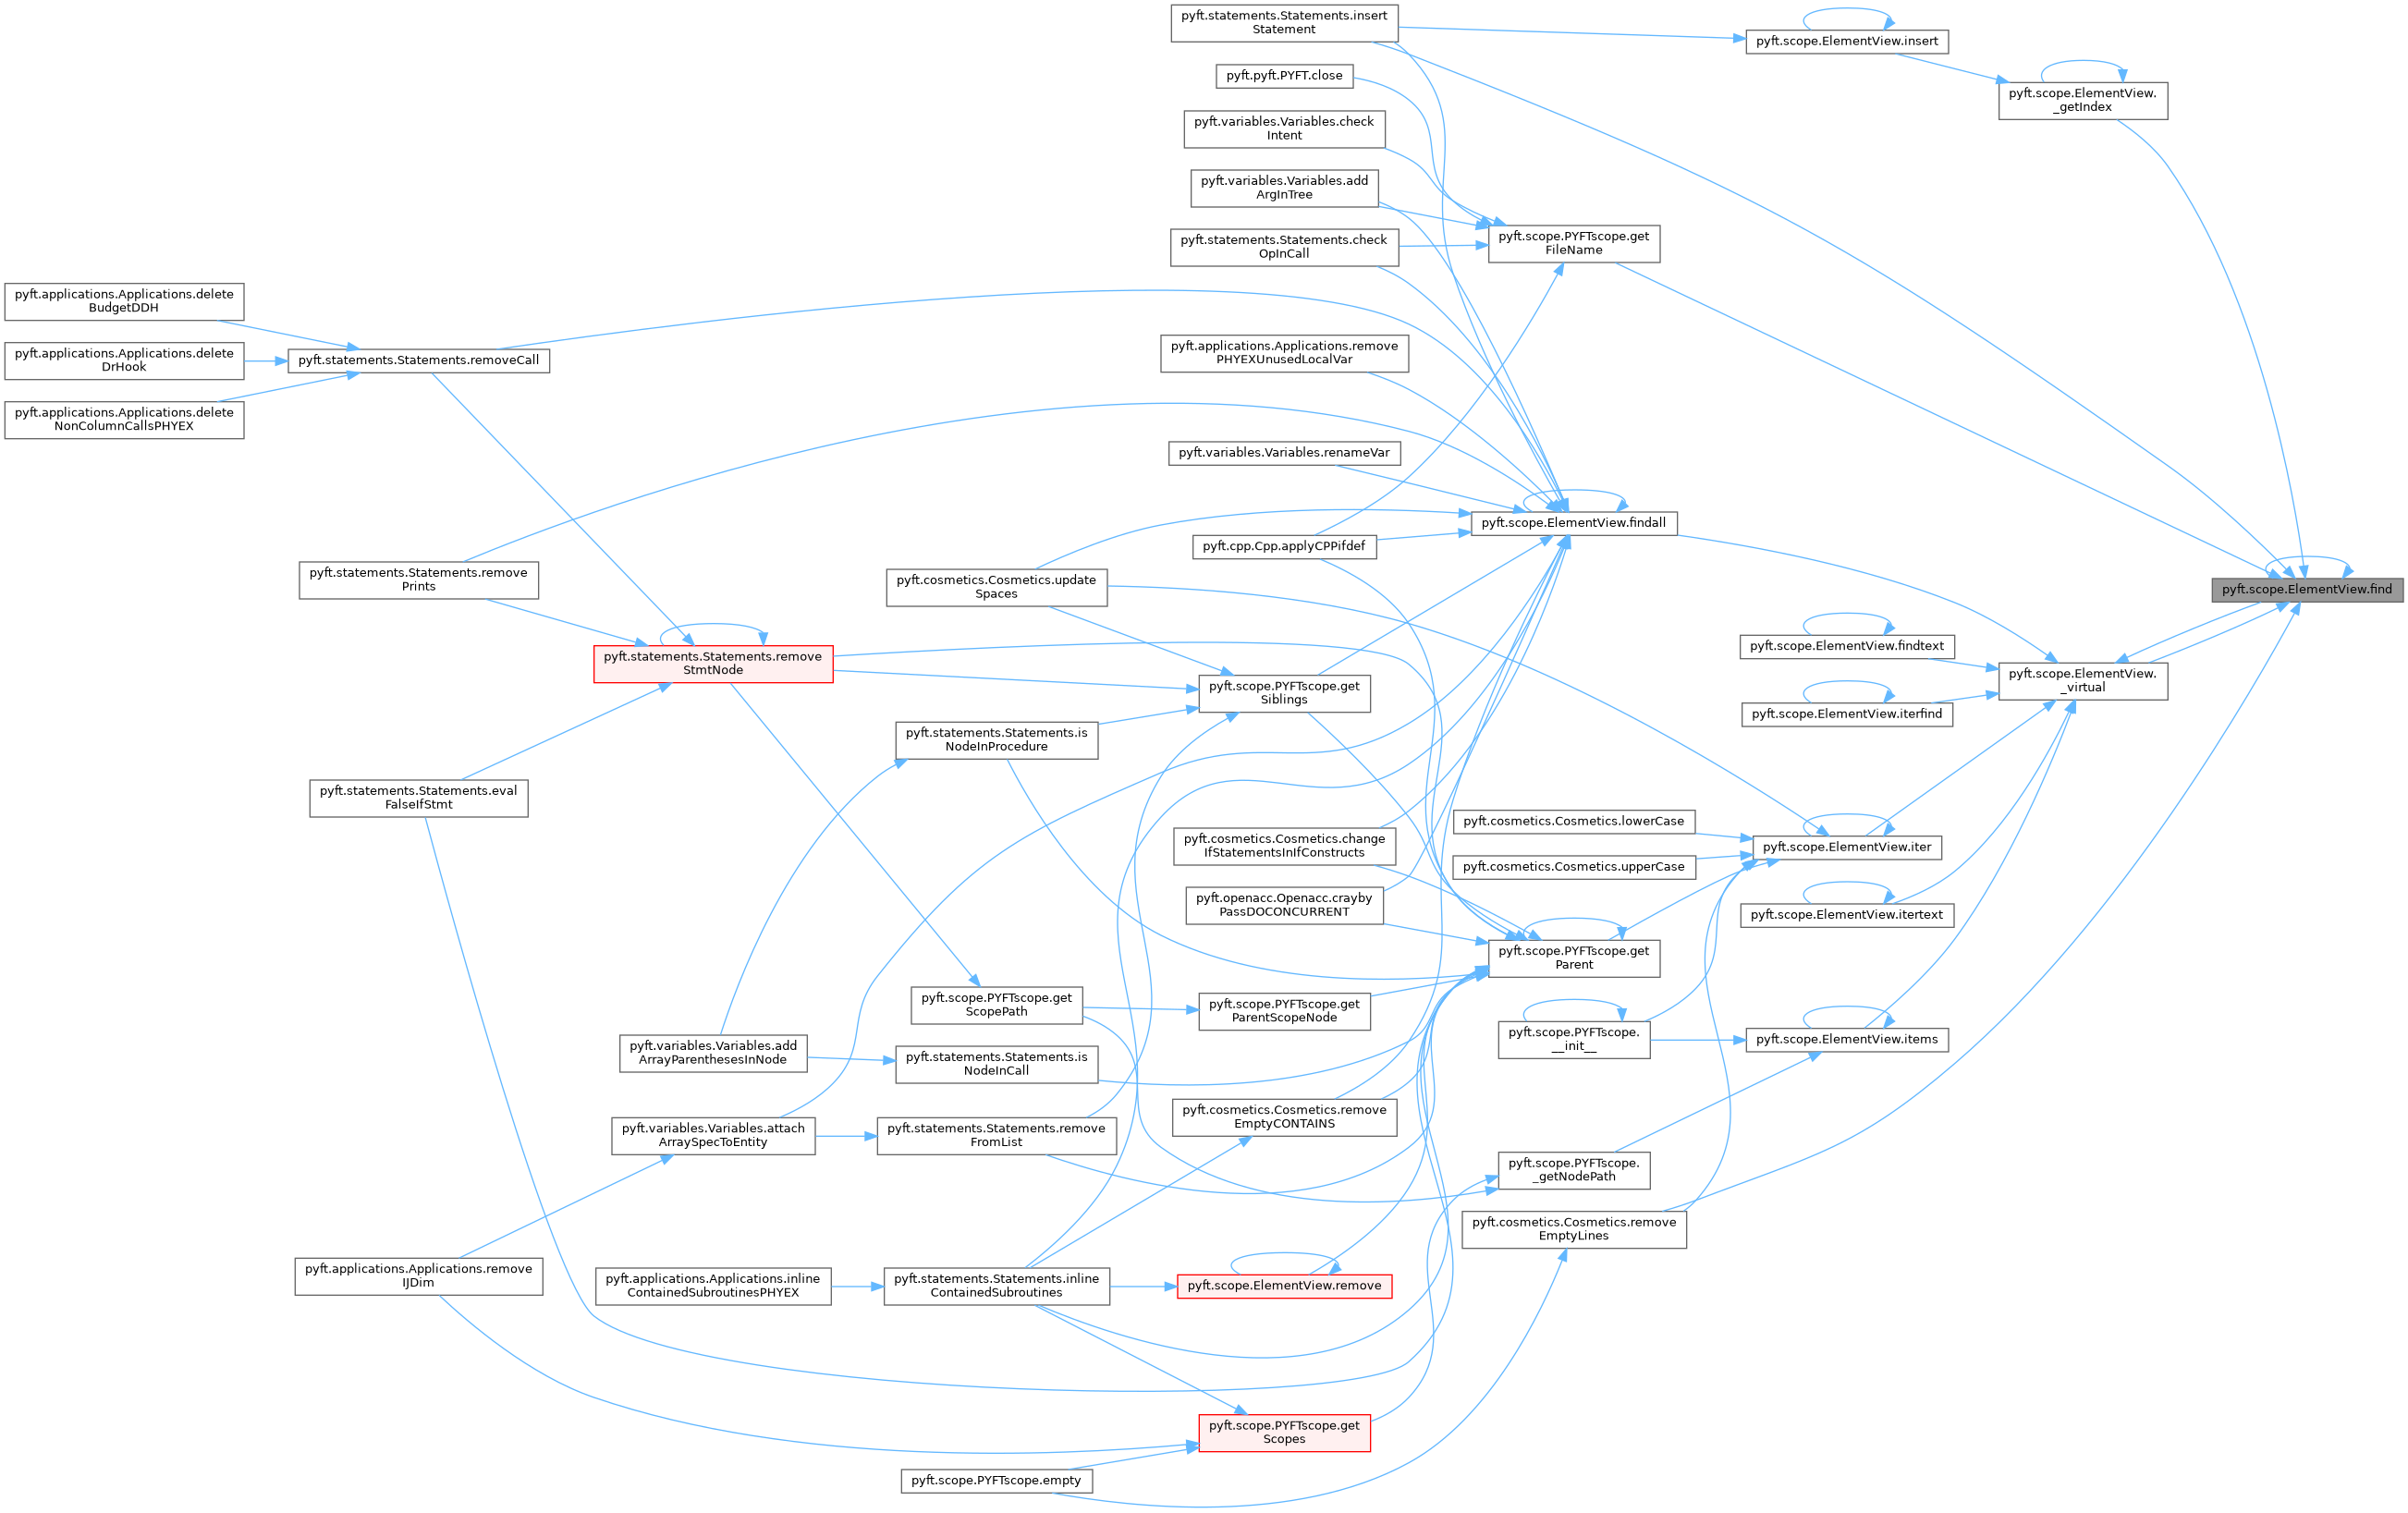 pyft.statements.Statements.insert
Statement
pyft.scope.ElementView.insert
pyft.pyft.PYFT.close
pyft.scope.ElementView.
_getIndex
pyft.variables.Variables.check
Intent
pyft.variables.Variables.add
ArgInTree
pyft.statements.Statements.check
OpInCall
pyft.scope.PYFTscope.get
FileName
pyft.applications.Applications.delete
BudgetDDH
pyft.applications.Applications.delete
DrHook
pyft.statements.Statements.removeCall
pyft.applications.Applications.remove
PHYEXUnusedLocalVar
pyft.applications.Applications.delete
NonColumnCallsPHYEX
pyft.variables.Variables.renameVar
pyft.scope.ElementView.findall
pyft.cpp.Cpp.applyCPPifdef
pyft.statements.Statements.remove
Prints
pyft.cosmetics.Cosmetics.update
Spaces
pyft.scope.ElementView.find
pyft.scope.ElementView.findtext
pyft.statements.Statements.remove
StmtNode
pyft.scope.PYFTscope.get
Siblings
pyft.scope.ElementView.
_virtual
pyft.scope.ElementView.iterfind
pyft.statements.Statements.is
NodeInProcedure
pyft.statements.Statements.eval
FalseIfStmt
pyft.cosmetics.Cosmetics.lowerCase
pyft.cosmetics.Cosmetics.change
IfStatementsInIfConstructs
pyft.scope.ElementView.iter
pyft.cosmetics.Cosmetics.upperCase
pyft.openacc.Openacc.crayby
PassDOCONCURRENT
pyft.scope.ElementView.itertext
pyft.scope.PYFTscope.get
Parent
pyft.scope.PYFTscope.get
ScopePath
pyft.scope.PYFTscope.get
ParentScopeNode
pyft.scope.PYFTscope.
__init__
pyft.scope.ElementView.items
pyft.variables.Variables.add
ArrayParenthesesInNode
pyft.statements.Statements.is
NodeInCall
pyft.cosmetics.Cosmetics.remove
EmptyCONTAINS
pyft.variables.Variables.attach
ArraySpecToEntity
pyft.statements.Statements.remove
FromList
pyft.scope.PYFTscope.
_getNodePath
pyft.cosmetics.Cosmetics.remove
EmptyLines
pyft.applications.Applications.remove
IJDim
pyft.applications.Applications.inline
ContainedSubroutinesPHYEX
pyft.statements.Statements.inline
ContainedSubroutines
pyft.scope.ElementView.remove
pyft.scope.PYFTscope.get
Scopes
pyft.scope.PYFTscope.empty